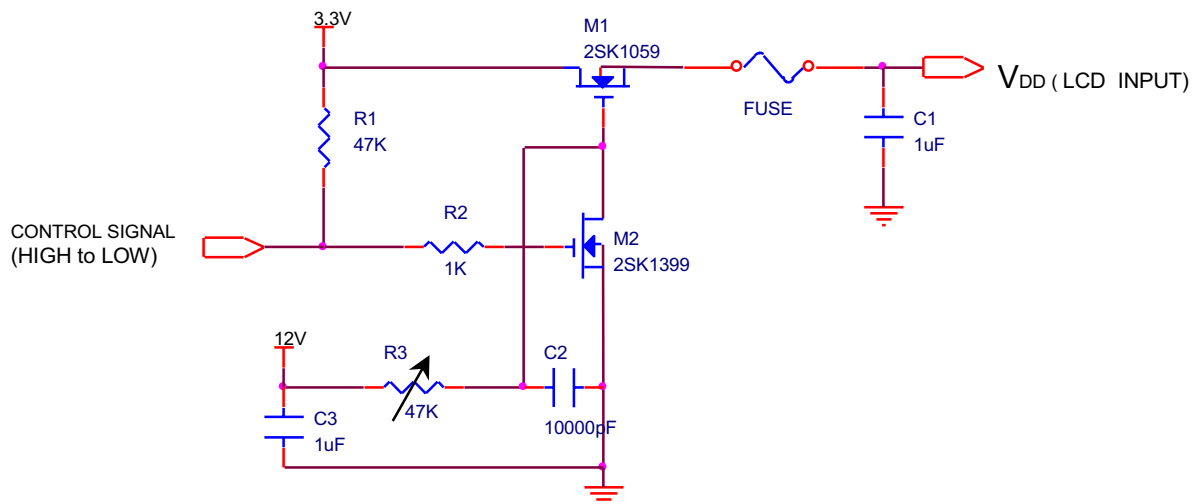 3.3V
M1
2SK1059
FUSE
VDD ( LCD INPUT)
R1
47K
C1
1uF
CONTROL SIGNAL
(HIGH to LOW)
R2
1K
M2
2SK1399
12V
R3
47K
C2
10000pF
C3
1uF